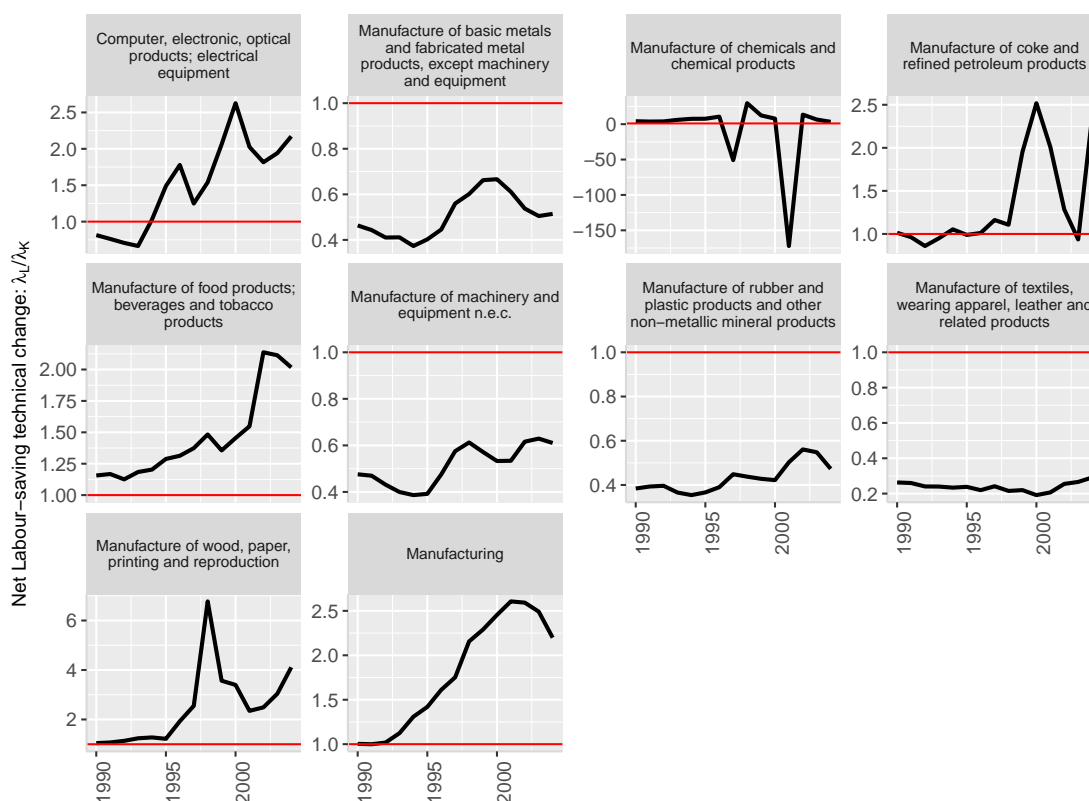 Net Labour−saving technical change: λL/λK
Computer, electronic, optical
products; electrical
equipment
2.5
2.0
1.5
1.0
Manufacture of basic metals
and fabricated metal
products, except machinery
and equipment
1.0
0.8
0.6
0.4
Manufacture of chemicals and
chemical products
0
−50
−100
−150
Manufacture of coke and
refined petroleum products
2.5
2.0
1.5
1.0
Manufacture of food products;
beverages and tobacco
products
2.00
1.75
1.50
1.25
1.00
Manufacture of machinery and
equipment n.e.c.
1.0
0.8
0.6
0.4
Manufacture of rubber and
plastic products and other
non−metallic mineral products
1.0
0.8
0.6
0.4
1990
1995
2000
Manufacture of textiles,
wearing apparel, leather and
related products
1.0
0.8
0.6
0.4
0.2
1990
1995
2000
Manufacture of wood, paper,
printing and reproduction
6
4
2
1990
1995
2000
Manufacturing
2.5
2.0
1.5
1.0
1990
1995
2000